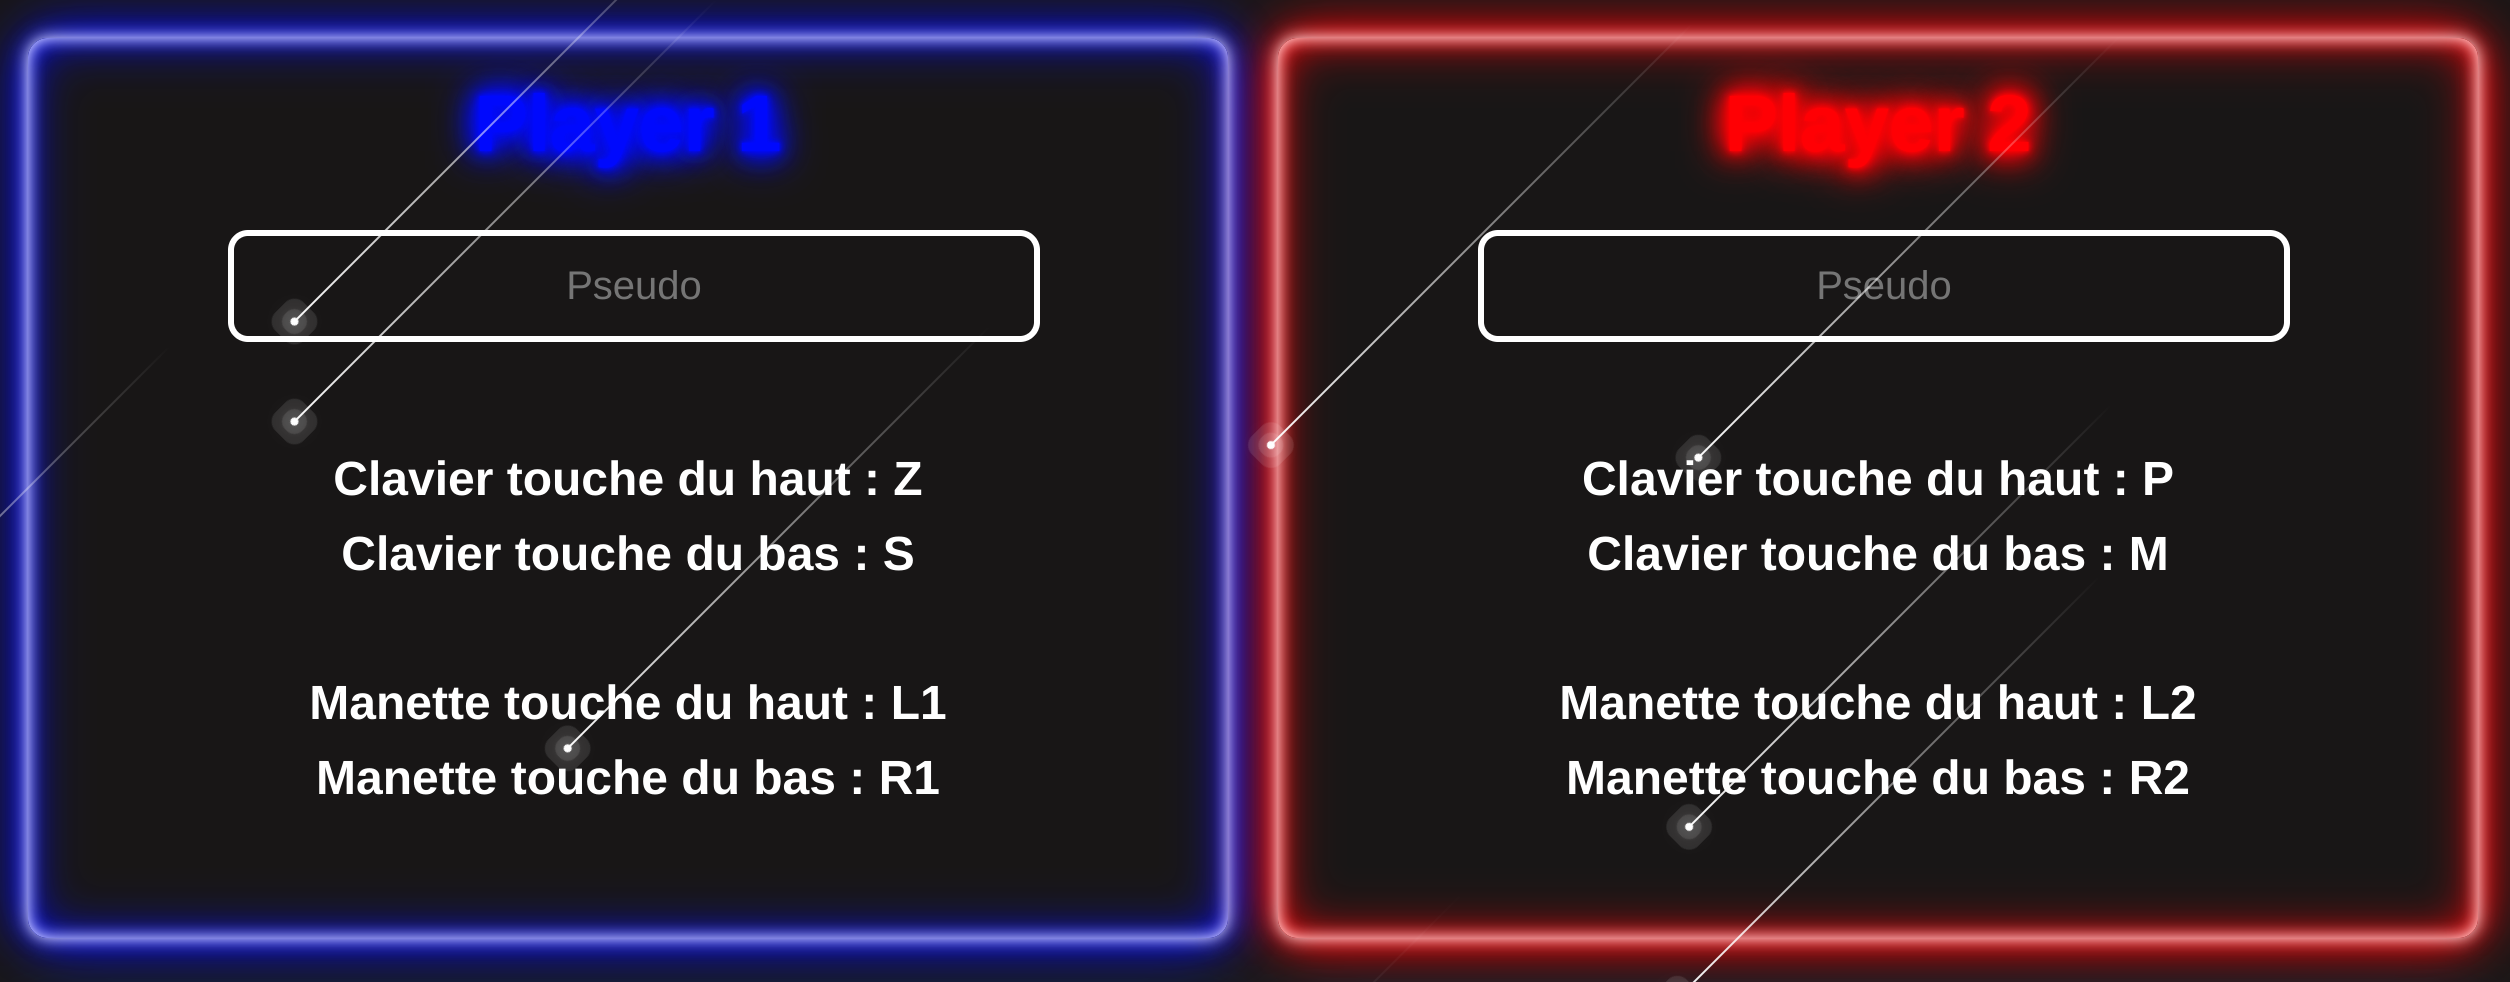 Player 1
Pseudo
Clavier touche du haut : Z
Clavier touche du bas : S
Manette touche du haut : L1
Manette touche du bas : R1
Player 2
Pseudo
Clavier touche du haut : P
Clavier touche du bas : M
Manette touche du haut : L2
Manette touche du bas : R2